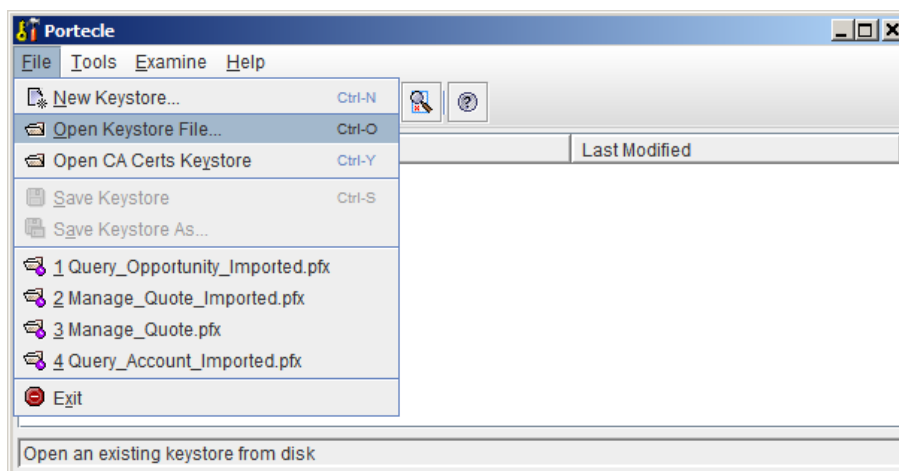 Portecle
File Tools Examine Help
New Keystore... Ctrl-N
Open Keystore File... Ctrl-O
Last Modified
Open CA Certs Keystore Ctrl-Y
Save Keystore Ctrl-S
Save Keystore As...
1 Query_Opportunity_Imported.pfx
2 Manage_Quote_Imported.pfx
3 Manage_Quote.pfx
4 Query_Account_Imported.pfx
Exit
Open an existing keystore from disk